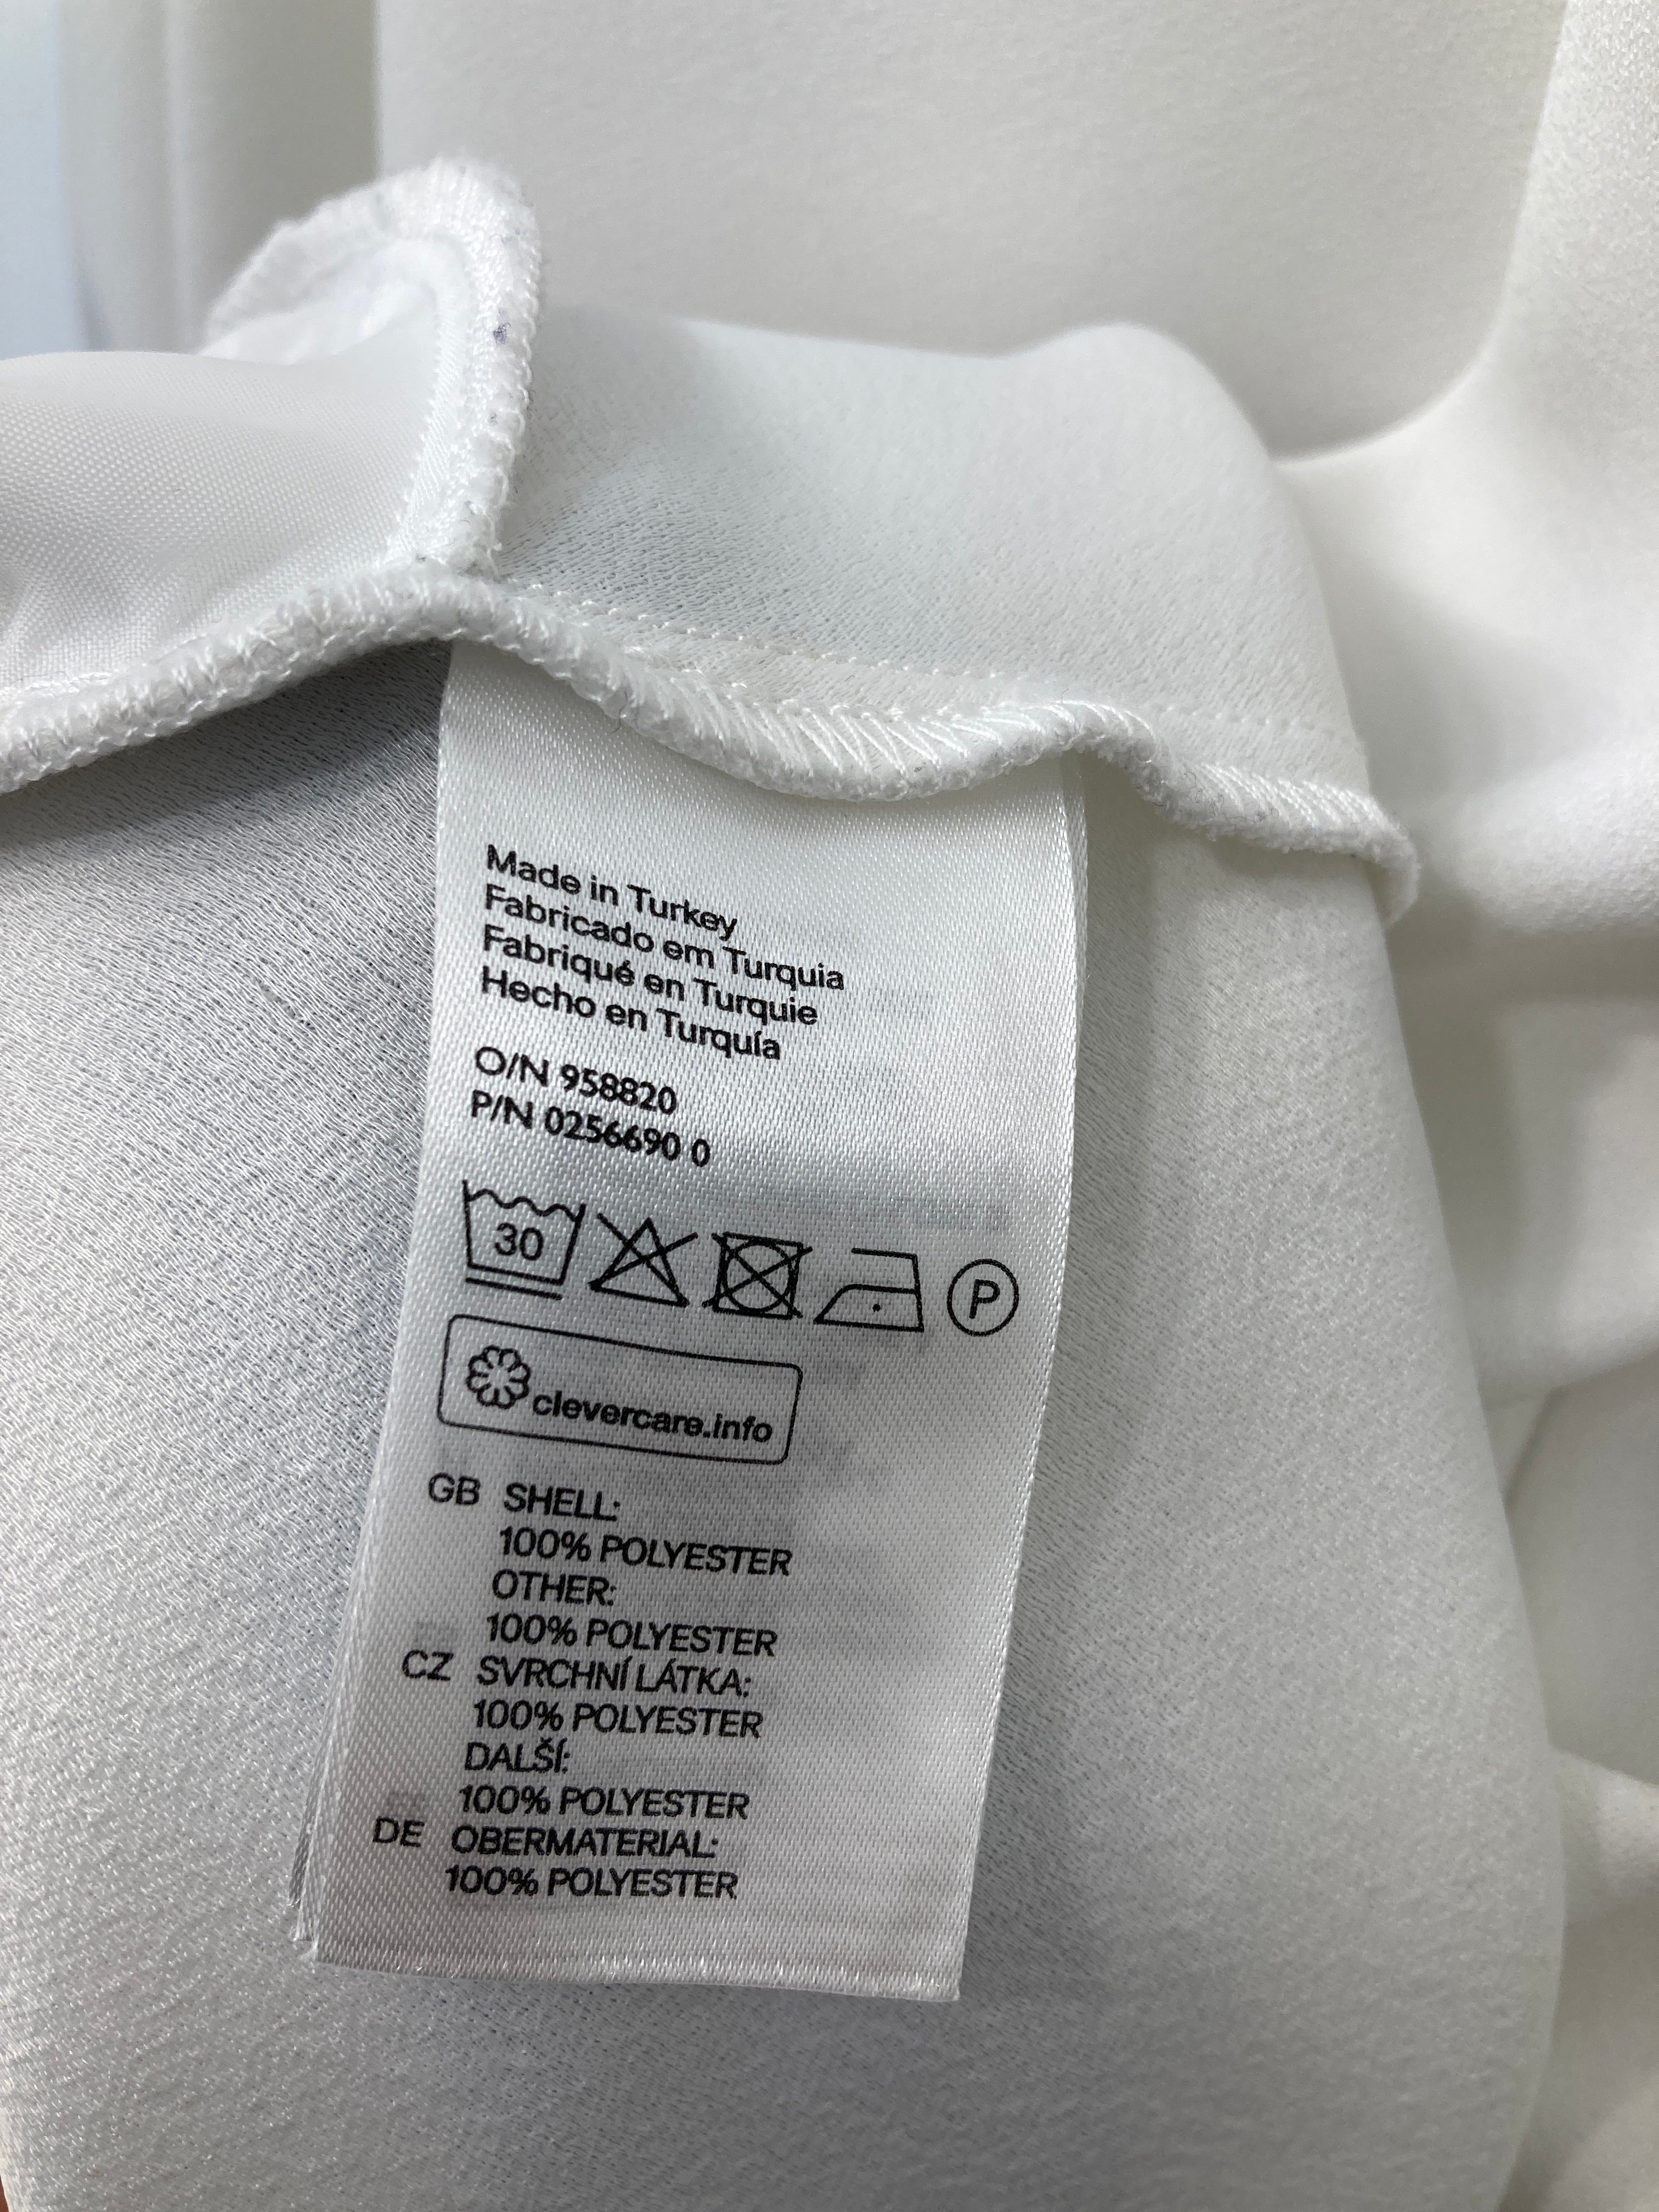 Made in Turkey
Fabricado em Turquia
Fabriqué en Turquie
Hecho en Turquía
O/N 958820
P/N 0256690 0
30 P
clevercare.info
GB SHELL:
100% POLYESTER
OTHER:
100% POLYESTER
CZ SVRCHNÍ LÁTKA:
100% POLYESTER
DALŠÍ:
100% POLYESTER
DE OBERMATERIAL:
100% POLYESTER